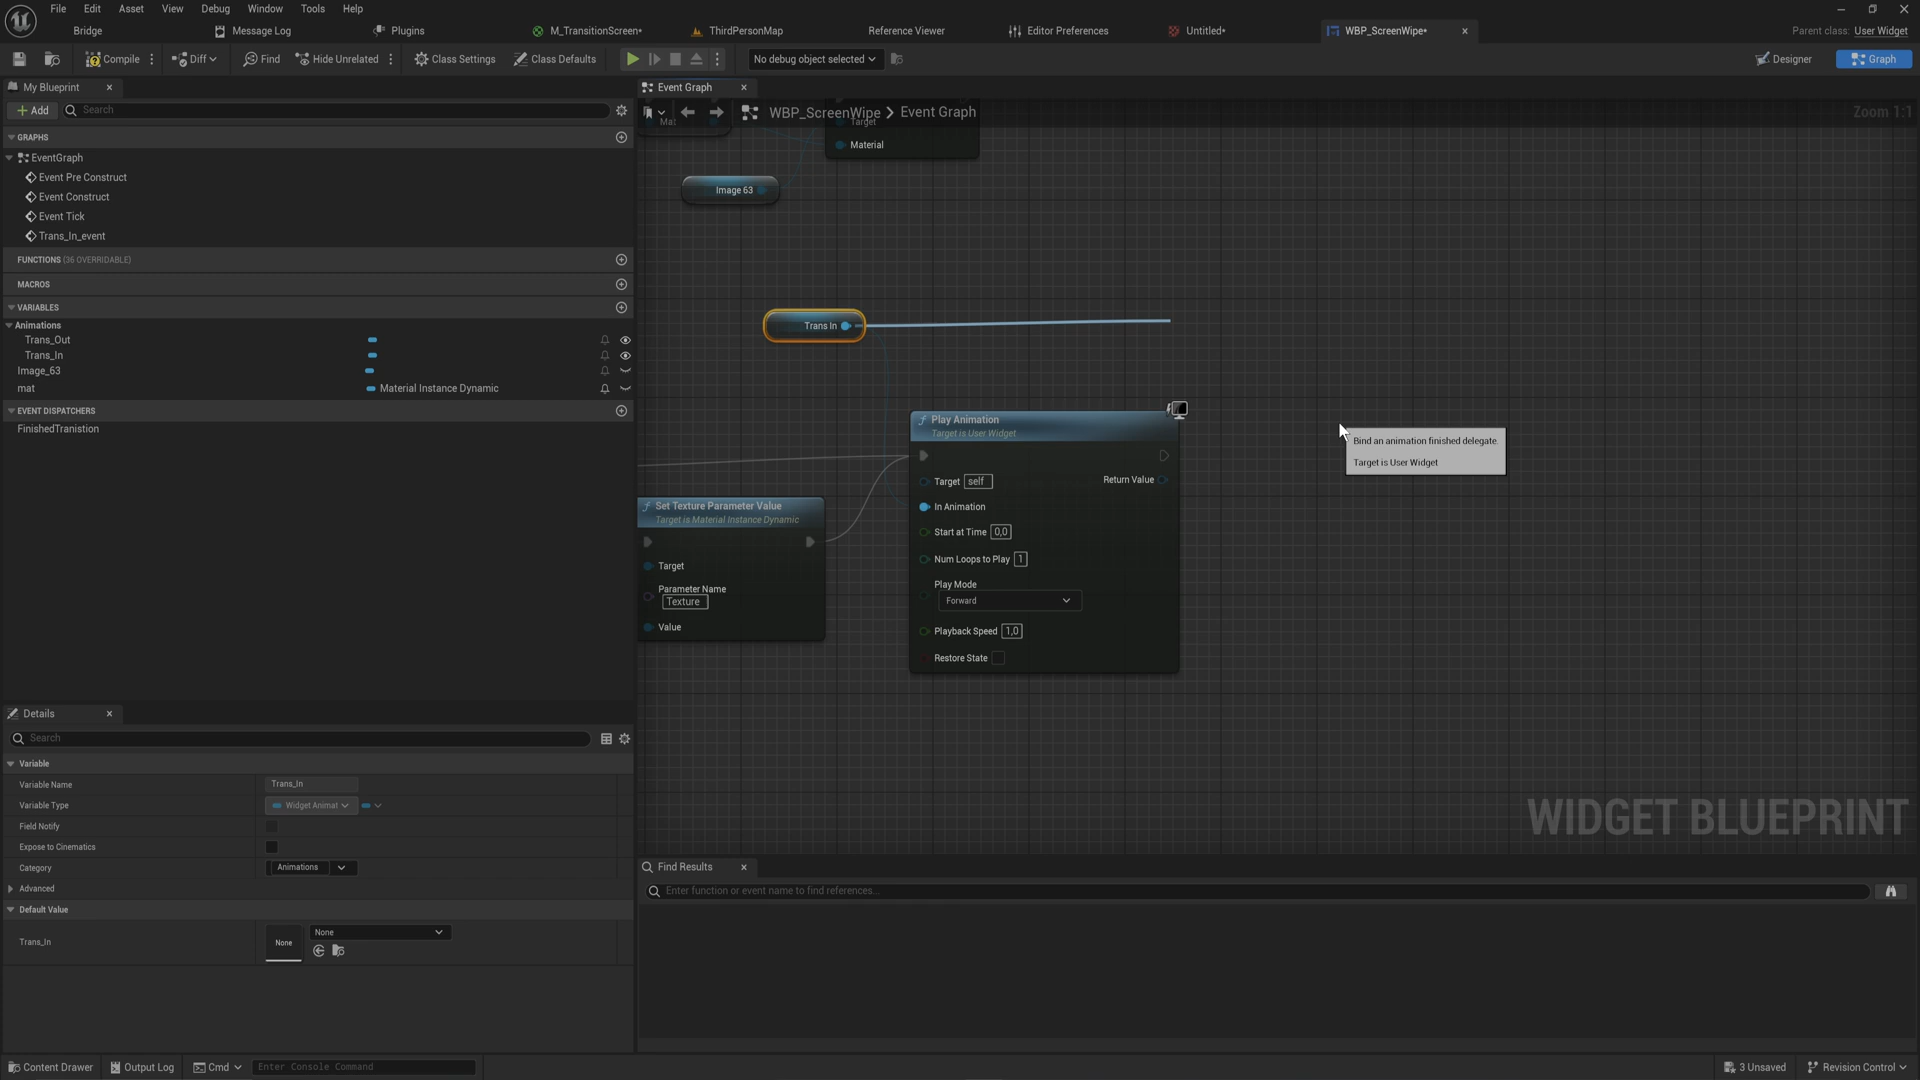 File Edit Asset View Debug Window Tools Help
Bridge Message Log Plugins M_TransitionScreen* ThirdPersonMap Reference Viewer Editor Preferences Untitled* WBP_ScreenWipe* Parent class: User Widget
Compile Diff Find Hide Unrelated Class Settings Class Defaults No debug object selected Designer Graph
My Blueprint
Add Search
GRAPHS
EventGraph
Event Pre Construct
Event Construct
Event Tick
Trans_In_event
FUNCTIONS (36 OVERRIDABLE)
MACROS
VARIABLES
Animations
Trans_Out
Trans_In
Image_63
mat Material Instance Dynamic
EVENT DISPATCHERS
FinishedTranistion
Event Graph
WBP_ScreenWipe > Event Graph Zoom 1:1
Target
Material
Image 63
Trans In
Play Animation
Target is User Widget
Target self
Return Value
In Animation
Start at Time 0,0
Num Loops to Play 1
Play Mode
Forward
Playback Speed 1,0
Restore State
Set Texture Parameter Value
Target is Material Instance Dynamic
Target
Parameter Name
Texture
Value
Bind an animation finished delegate.
Target is User Widget
WIDGET BLUEPRINT
Details
Search
Variable
Variable Name Trans_In
Variable Type Widget Animat
Field Notify
Expose to Cinematics
Category Animations
Advanced
Default Value
Trans_In None None
Find Results
Enter function or event name to find references...
Content Drawer Output Log Cmd Enter Console Command 3 Unsaved Revision Control